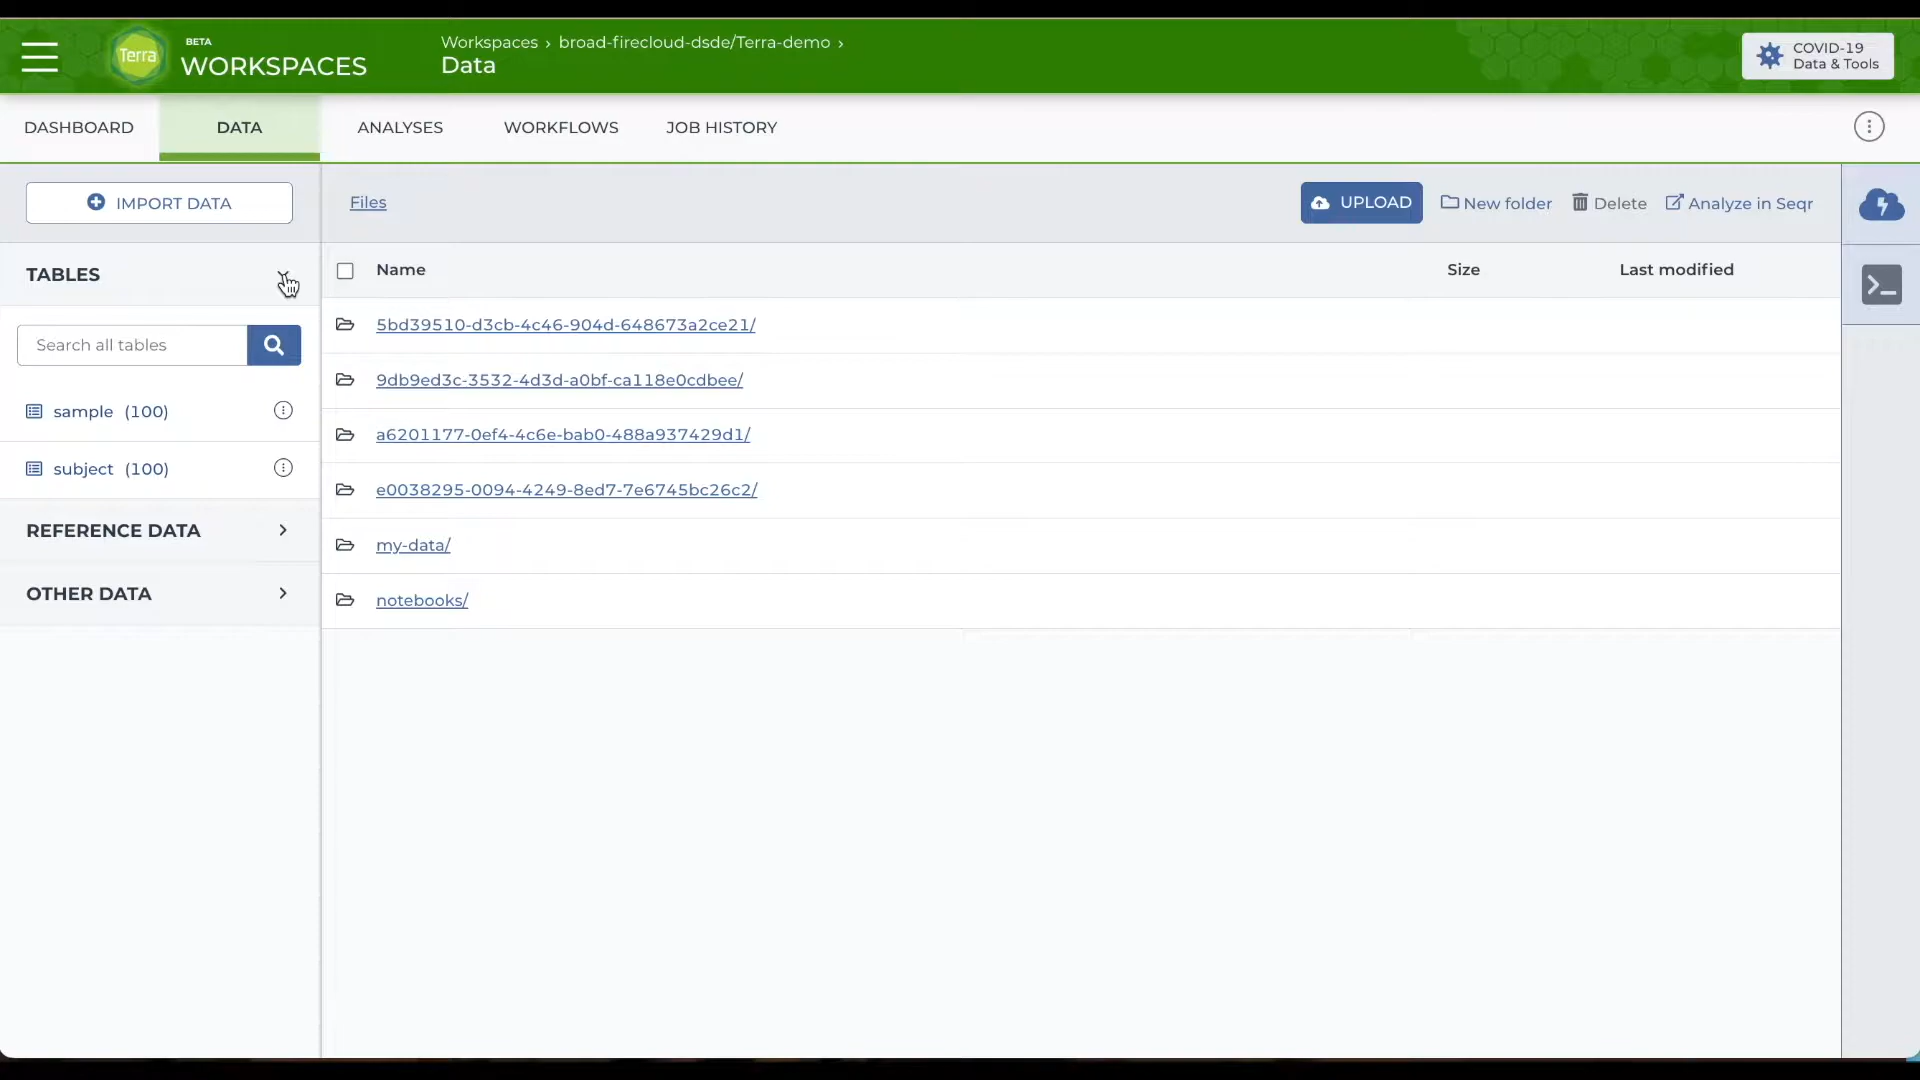 Terra
BETA
WORKSPACES
Workspaces › broad-firecloud-dsde/Terra-demo ›
Data
COVID-19
Data & Tools
DASHBOARD
DATA
ANALYSES
WORKFLOWS
JOB HISTORY
IMPORT DATA
Files
UPLOAD
New folder
Delete
Analyze in Seqr
TABLES
Name
Size
Last modified
Search all tables
sample (100)
subject (100)
REFERENCE DATA
OTHER DATA
5bd39510-d3cb-4c46-904d-648673a2ce21/
9db9ed3c-3532-4d3d-a0bf-ca118e0cdbee/
a6201177-0ef4-4c6e-bab0-488a937429d1/
e0038295-0094-4249-8ed7-7e6745bc26c2/
my-data/
notebooks/